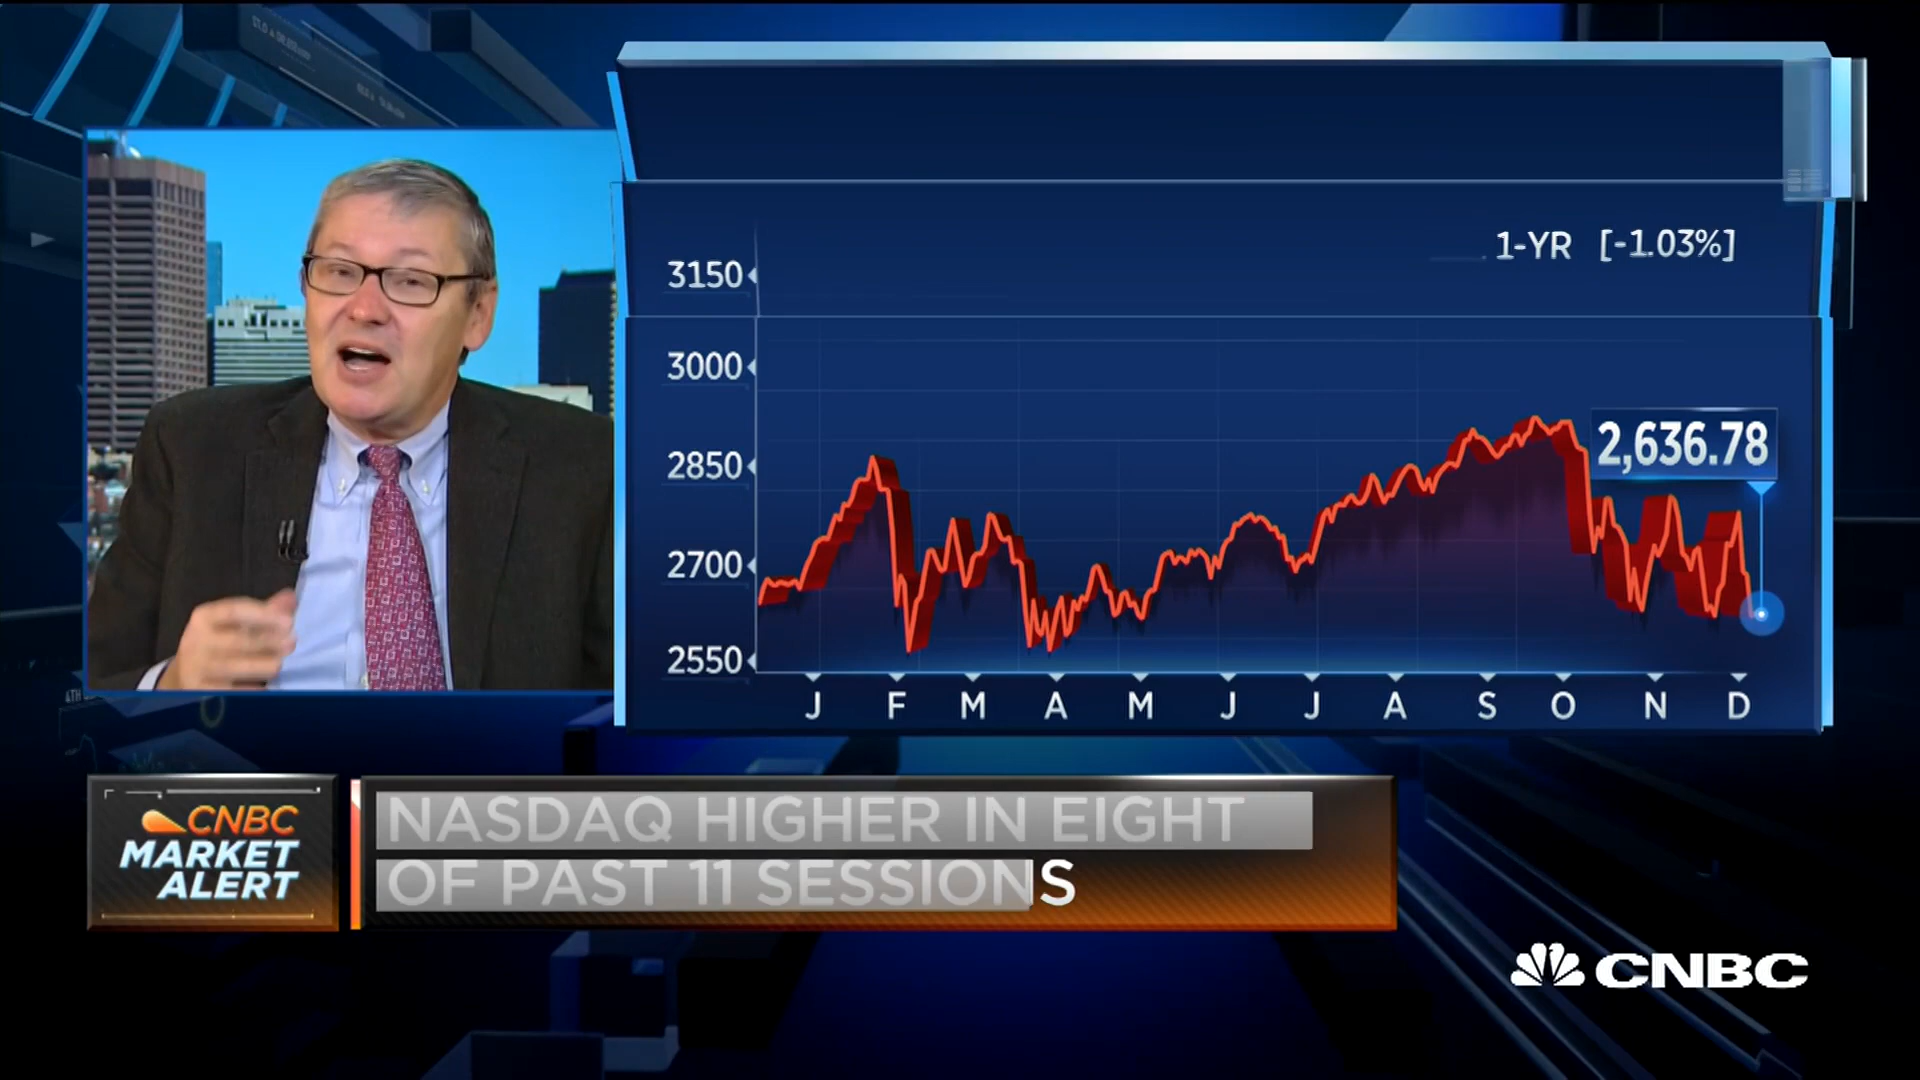 1-YR [-1.03%]
3150
3000
2850
2700
2550
2,636.78
J F M A M J J A S O N D
CNBC
MARKET
ALERT
NASDAQ HIGHER IN EIGHT
OF PAST 11 SESSIONS
CNBC